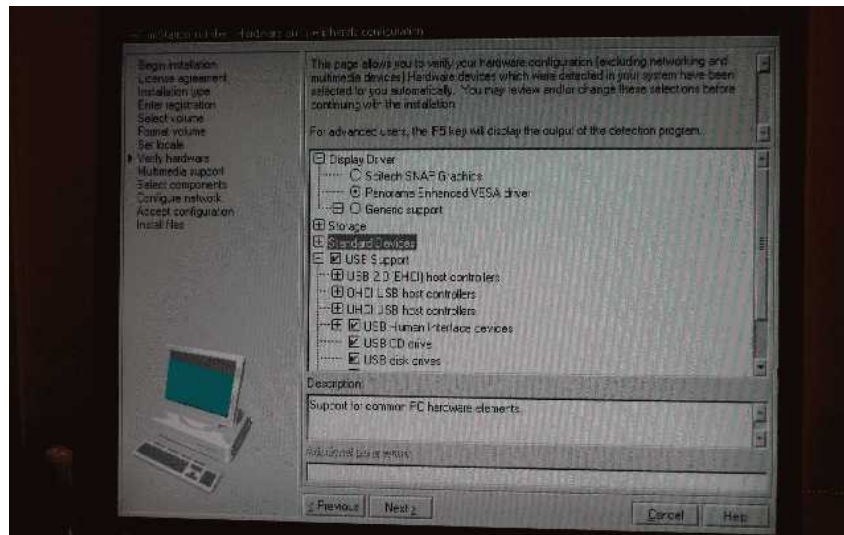 Begin installation
License agreement
Installation type
Enter registration
Select volume
Format volume
Set locale
Verify hardware
Multimedia support
Select components
Configure network
Accept configuration
Install files
This page allows you to verify your hardware configuration (excluding networking and
multimedia devices) Hardware devices which were detected in your system have been
selected for you automatically. You may review and/or change these selections before
continuing with the installation.
For advanced users, the F5 key will display the output of the detection program.
Display Driver
Scitech SNAP Graphics
Panorama Enhanced VESA driver
Generic support
Storage
Standard Devices
USB Support
USB 2.0 (EHCI) host controllers
OHCI USB host controllers
UHCI USB host controllers
USB Human Interface devices
USB CD drive
USB disk drives
Description:
Support for common PC hardware elements.
< Previous
Next >
Cancel
Help